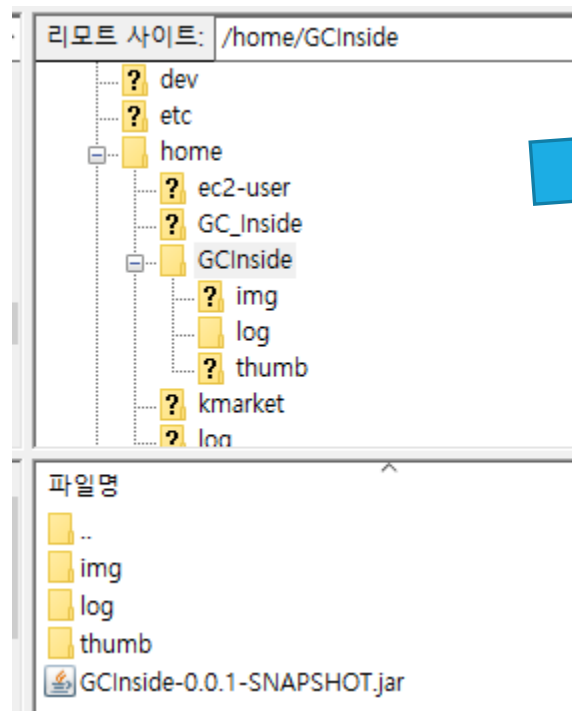 리모트 사이트: /home/GCInside
dev
etc
home
ec2-user
GC_Inside
GCInside
img
log
thumb
kmarket
log
파일명
..
img
log
thumb
GCInside-0.0.1-SNAPSHOT.jar